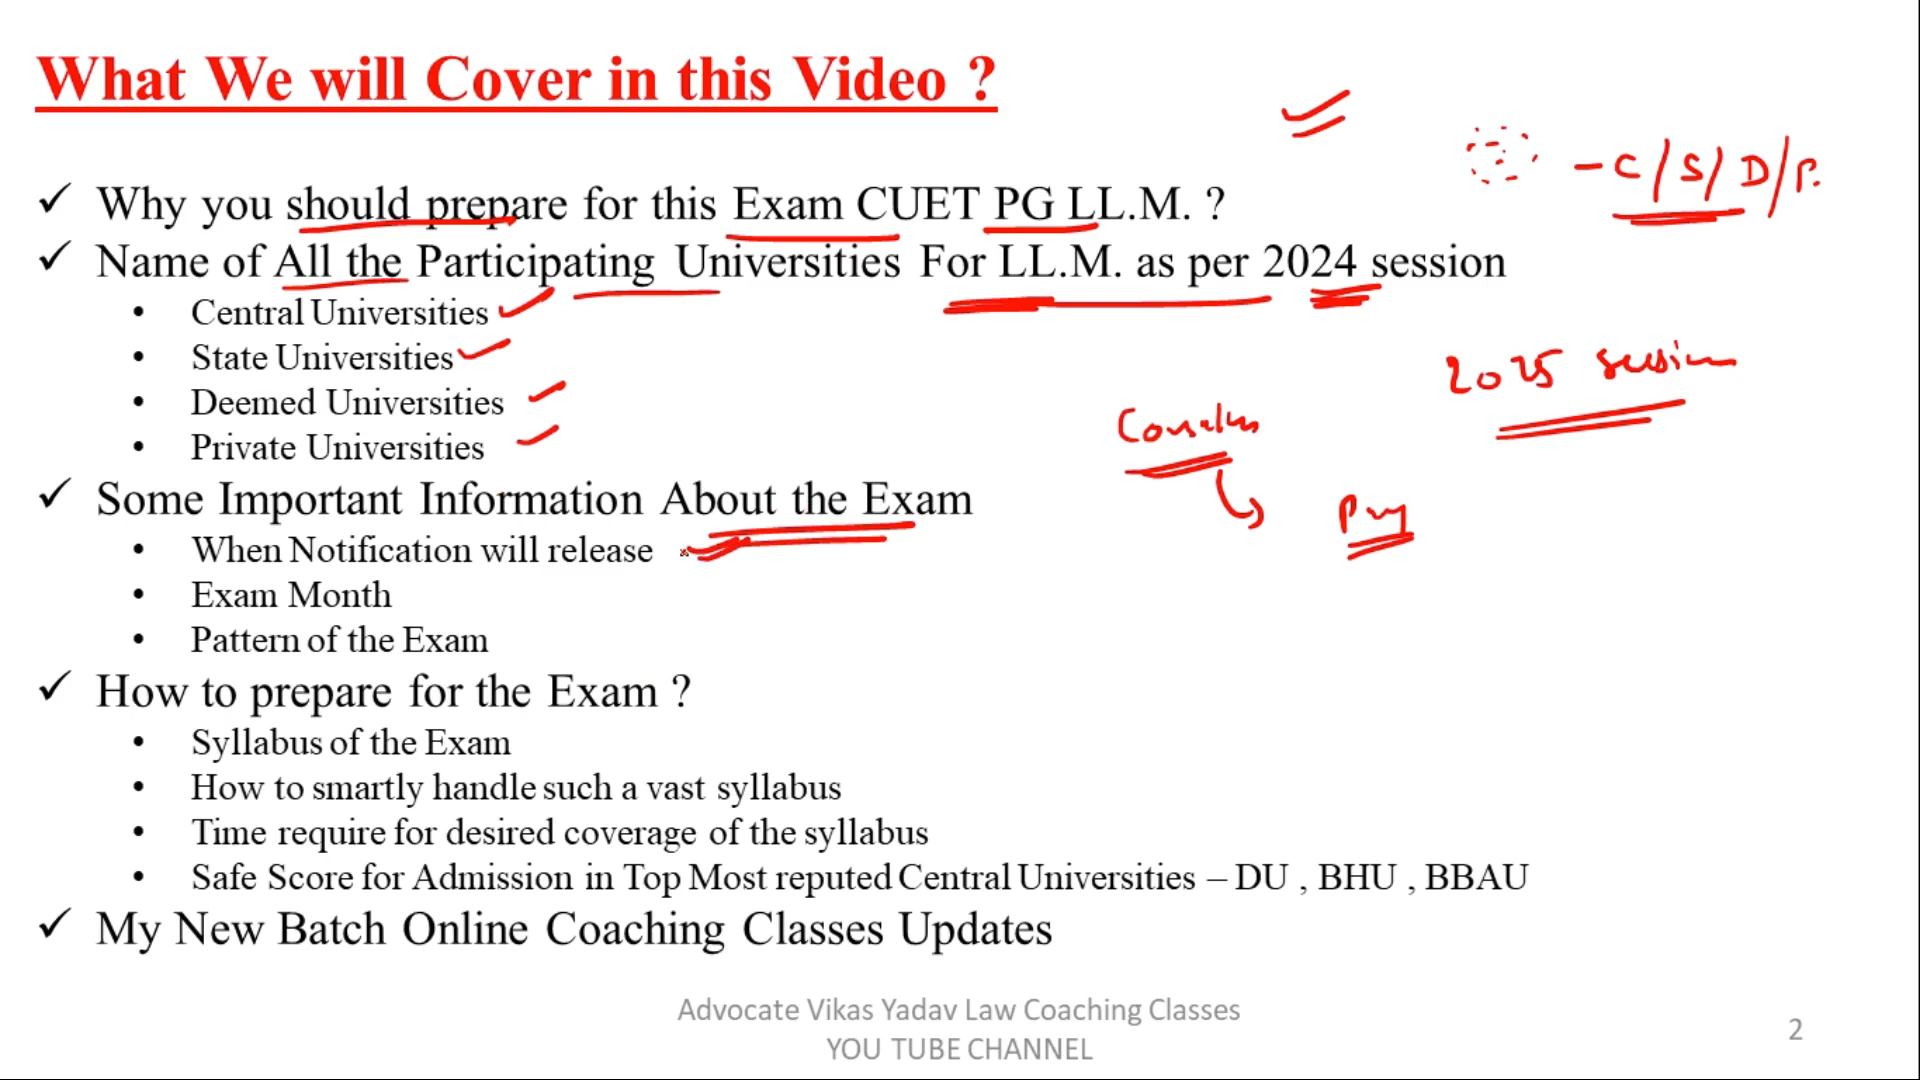 What We will Cover in this Video ?
- C / S / D / P.
✓ Why you should prepare for this Exam CUET PG LL.M. ?
✓ Name of All the Participating Universities For LL.M. as per 2024 session
• Central Universities
• State Universities
2025 session
• Deemed Universities
• Private Universities
✓ Some Important Information About the Exam
• When Notification will release
• Exam Month
• Pattern of the Exam
✓ How to prepare for the Exam ?
• Syllabus of the Exam
• How to smartly handle such a vast syllabus
• Time require for desired coverage of the syllabus
• Safe Score for Admission in Top Most reputed Central Universities – DU , BHU , BBAU
✓ My New Batch Online Coaching Classes Updates
Advocate Vikas Yadav Law Coaching Classes
YOU TUBE CHANNEL
2